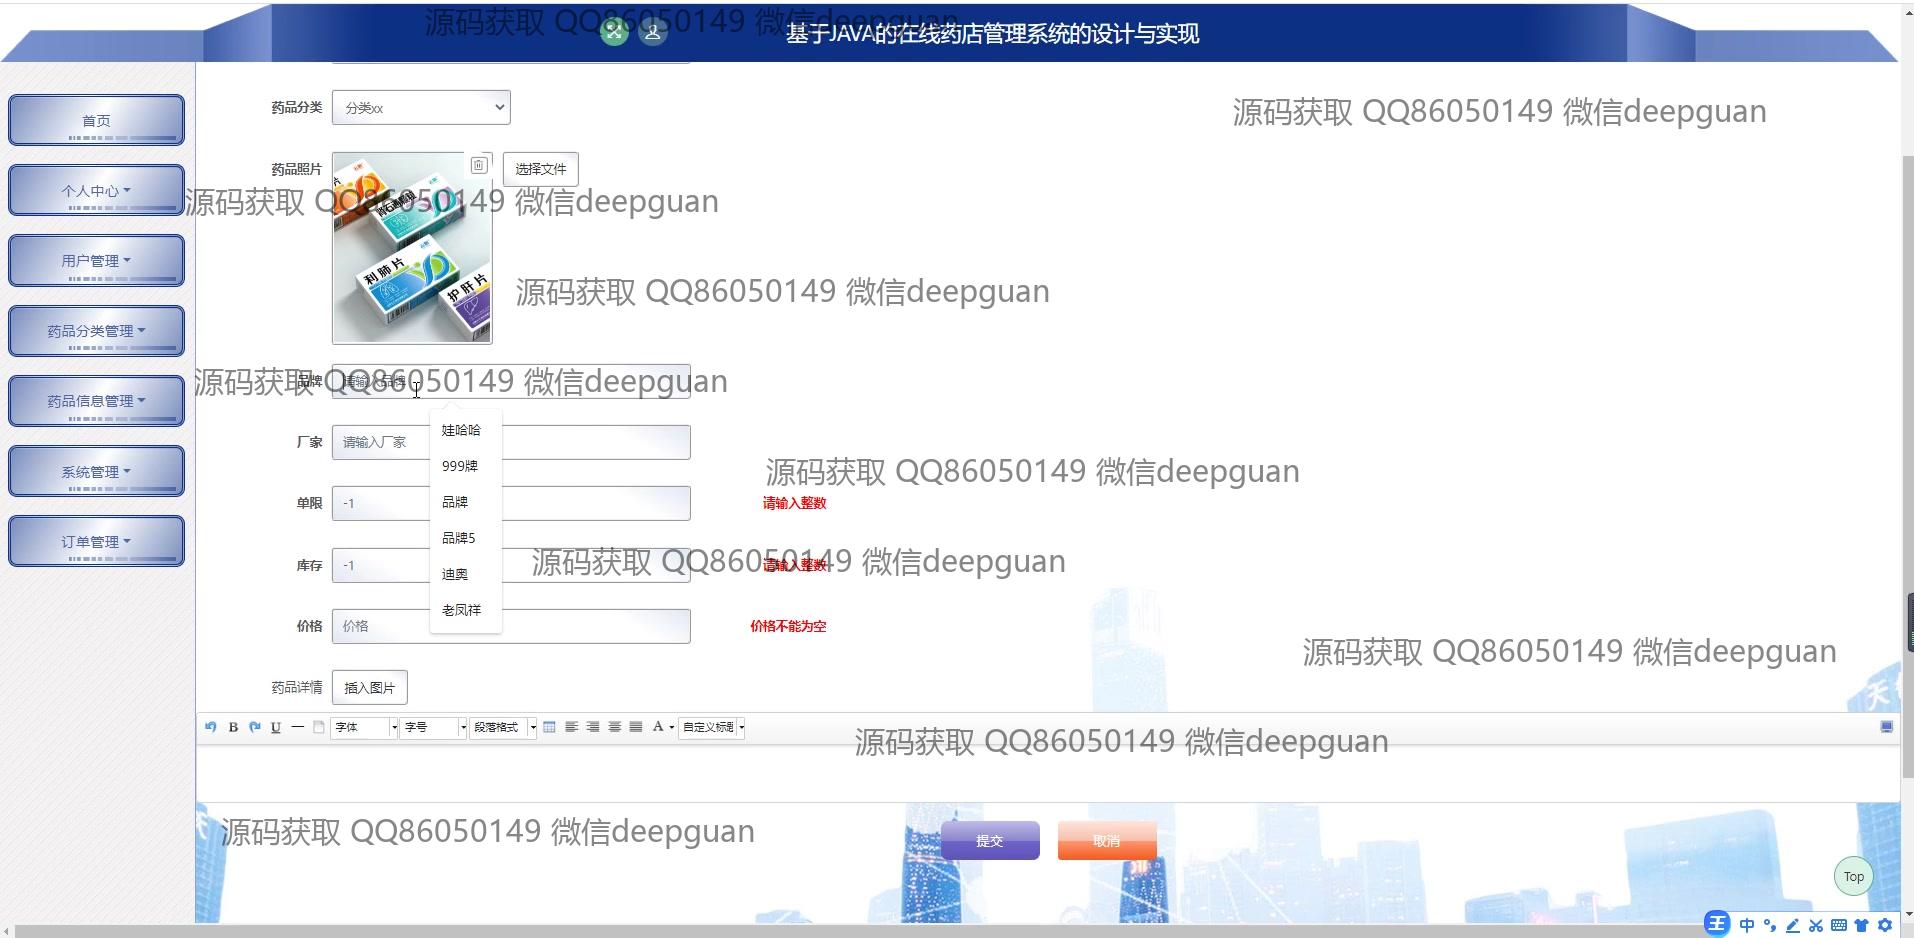 基于JAVA的在线药店管理系统的设计与实现
源码获取 QQ86050149 微信deepguan
首页
个人中心
用户管理
药品分类管理
药品信息管理
系统管理
订单管理
药品分类 分类xx
源码获取 QQ86050149 微信deepguan
药品照片 选择文件
源码获取 QQ86050149 微信deepguan
利肺片
护肝片
源码获取 QQ86050149 微信deepguan
品牌 请输入品牌
源码获取 QQ86050149 微信deepguan
娃哈哈
999牌
品牌
品牌5
迪奥
老凤祥
厂家 请输入厂家
源码获取 QQ86050149 微信deepguan
单限 -1 请输入整数
库存 -1 请输入整数
源码获取 QQ86050149 微信deepguan
价格 价格 价格不能为空
源码获取 QQ86050149 微信deepguan
药品详情 插入图片
B U 字体 字号 段落格式 A 自定义标题
源码获取 QQ86050149 微信deepguan
源码获取 QQ86050149 微信deepguan
提交 取消
Top
王 中